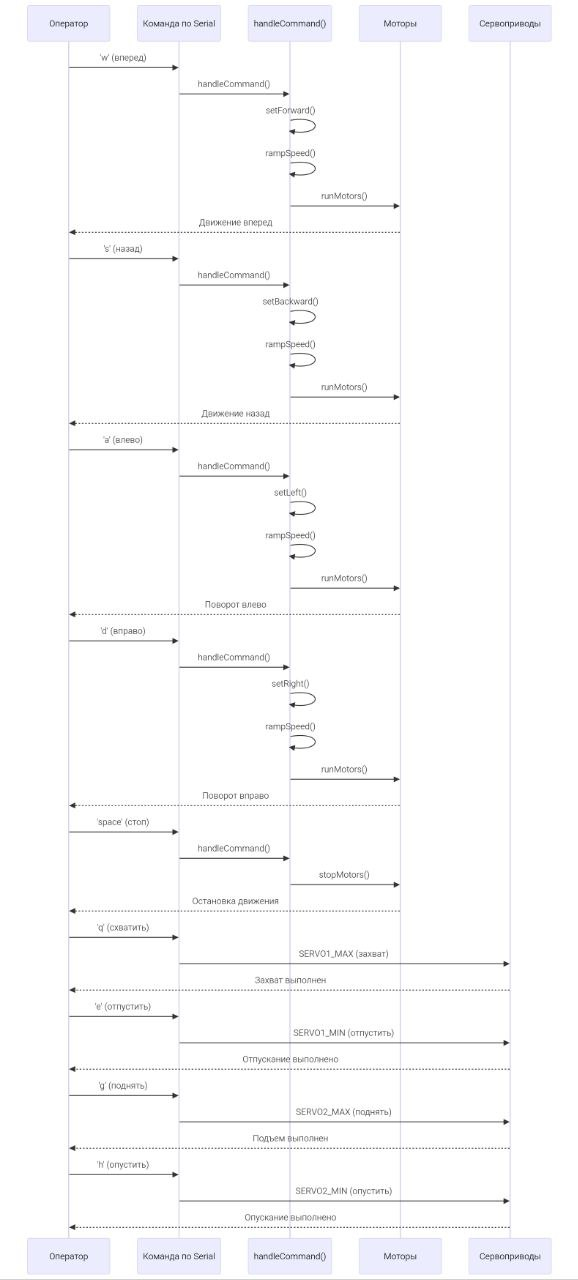 Оператор
Команда по Serial
handleCommand()
Моторы
Сервоприводы
'w' (вперед)
handleCommand()
setForward()
rampSpeed()
runMotors()
Движение вперед
's' (назад)
handleCommand()
setBackward()
rampSpeed()
runMotors()
Движение назад
'a' (влево)
handleCommand()
setLeft()
rampSpeed()
runMotors()
Поворот влево
'd' (вправо)
handleCommand()
setRight()
rampSpeed()
runMotors()
Поворот вправо
'space' (стоп)
handleCommand()
stopMotors()
Остановка движения
'q' (схватить)
SERVO1_MAX (захват)
Захват выполнен
'e' (отпустить)
SERVO1_MIN (отпустить)
Отпускание выполнено
'g' (поднять)
SERVO2_MAX (поднять)
Подъем выполнен
'h' (опустить)
SERVO2_MIN (опустить)
Опускание выполнено
Оператор
Команда по Serial
handleCommand()
Моторы
Сервоприводы